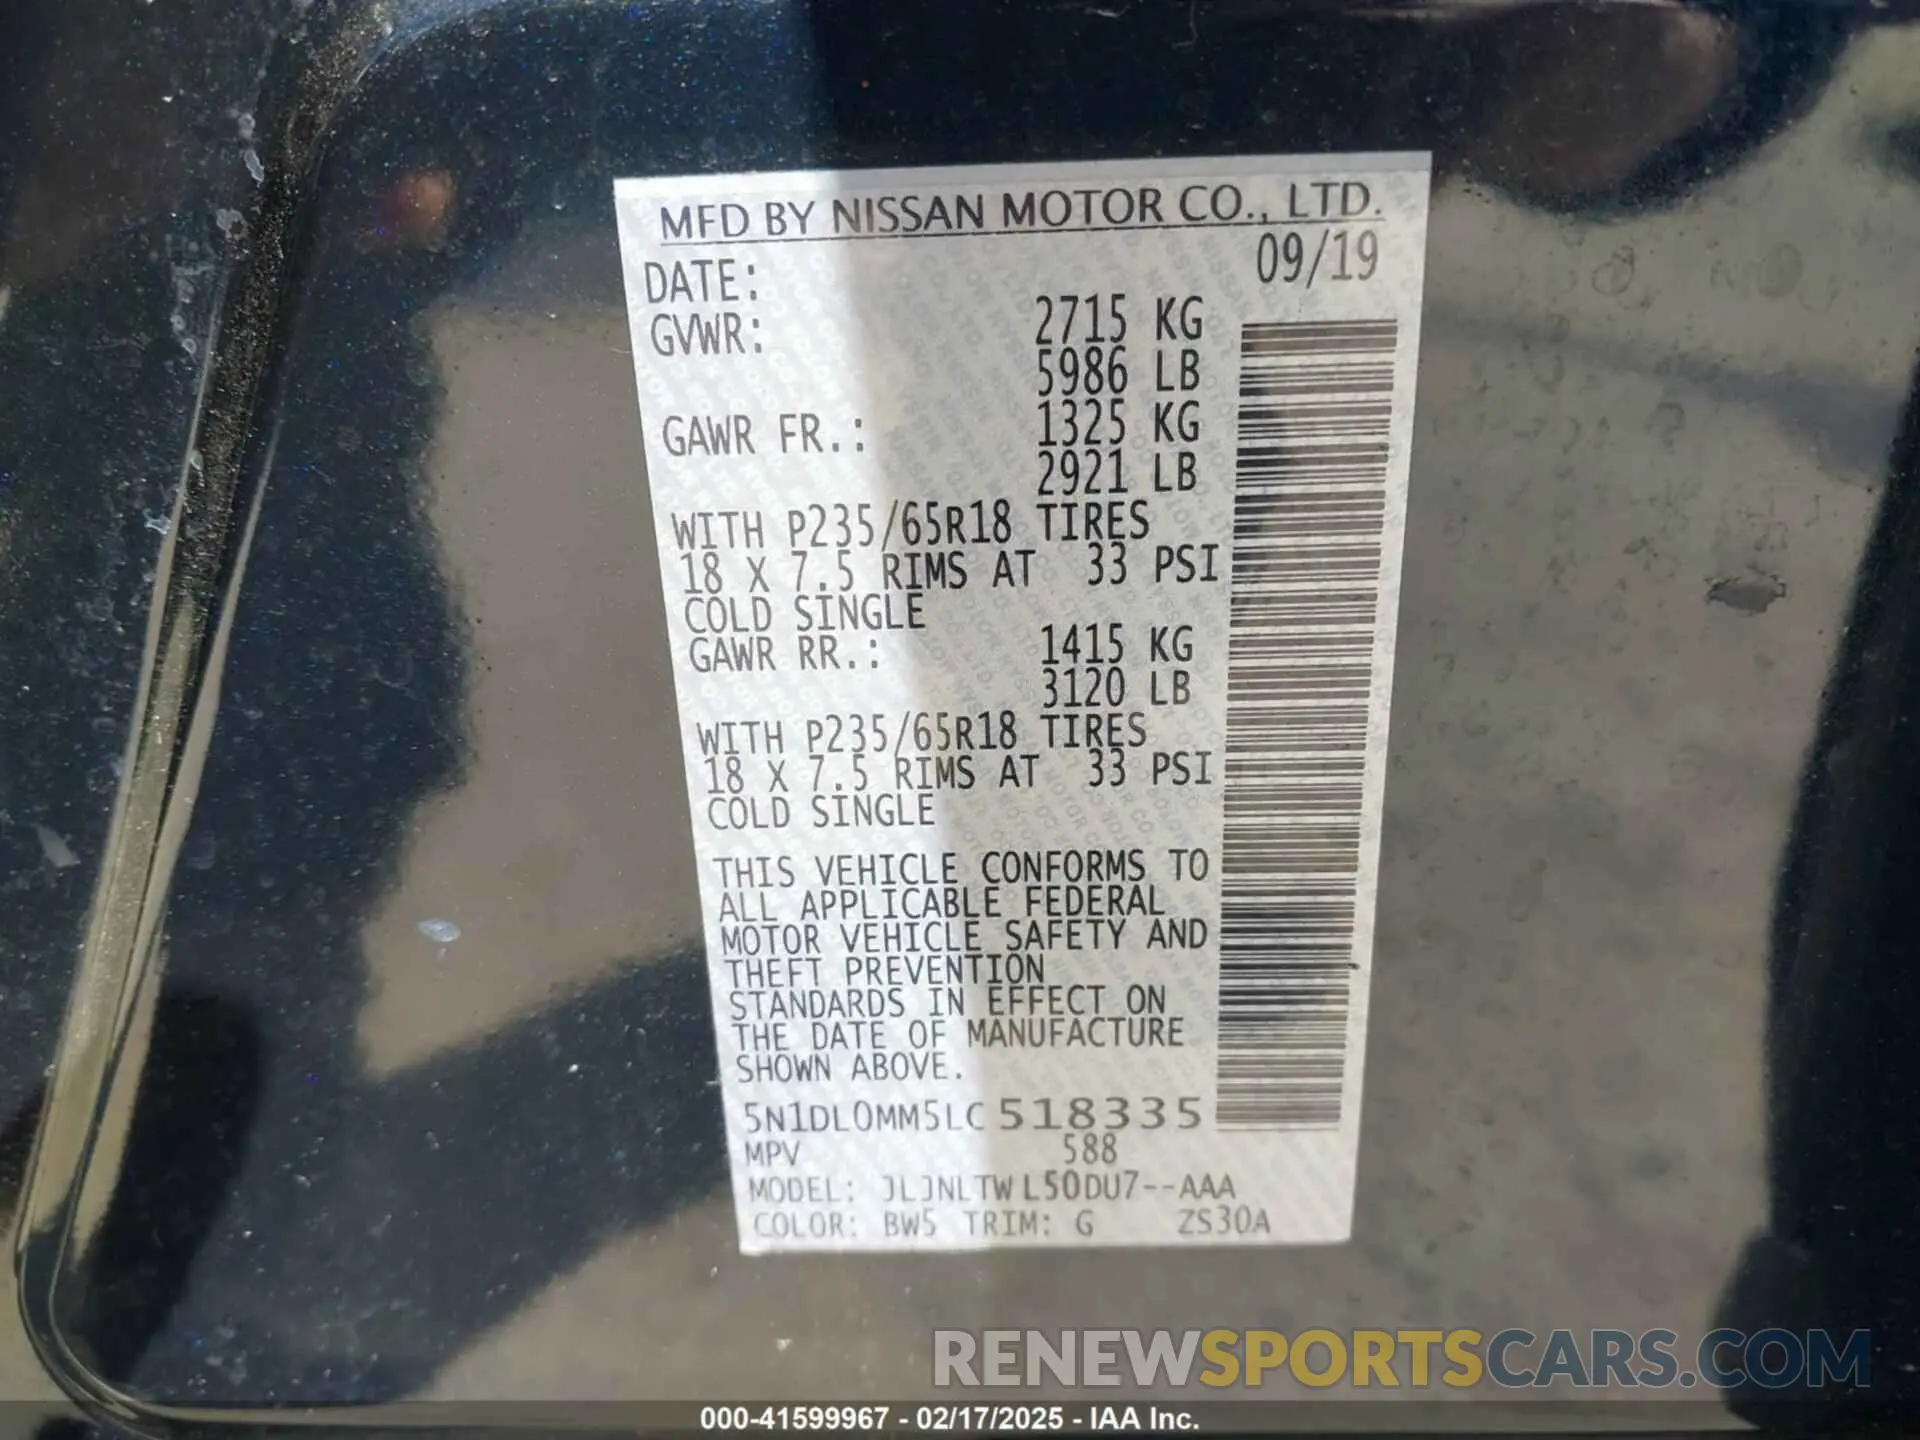 MFD BY NISSAN MOTOR CO., LTD.
DATE: 09/19
GVWR: 2715 KG
5986 LB
GAWR FR.: 1325 KG
2921 LB
WITH P235/65R18 TIRES
18 X 7.5 RIMS AT 33 PSI
COLD SINGLE
GAWR RR.: 1415 KG
3120 LB
WITH P235/65R18 TIRES
18 X 7.5 RIMS AT 33 PSI
COLD SINGLE
THIS VEHICLE CONFORMS TO
ALL APPLICABLE FEDERAL
MOTOR VEHICLE SAFETY AND
THEFT PREVENTION
STANDARDS IN EFFECT ON
THE DATE OF MANUFACTURE
SHOWN ABOVE.
5N1DL0MM5LC518335
MPV 588
MODEL: JLJNLTWL50DU7--AAA
COLOR: BW5 TRIM: G ZS30A
RENEWSPORTSCARS.COM
000-41599967 - 02/17/2025 - IAA Inc.